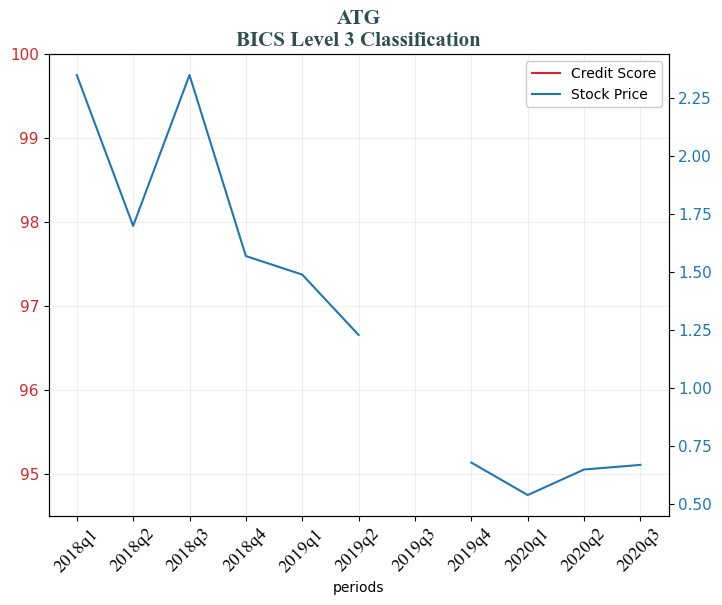 ATG
BICS Level 3 Classification
100
99
98
97
96
95
Credit Score
Stock Price
2.25
2.00
1.75
1.50
1.25
1.00
0.75
0.50
2018q1
2018q2
2018q3
2018q4
2019q1
2019q2
2019q3
2019q4
2020q1
2020q2
2020q3
periods